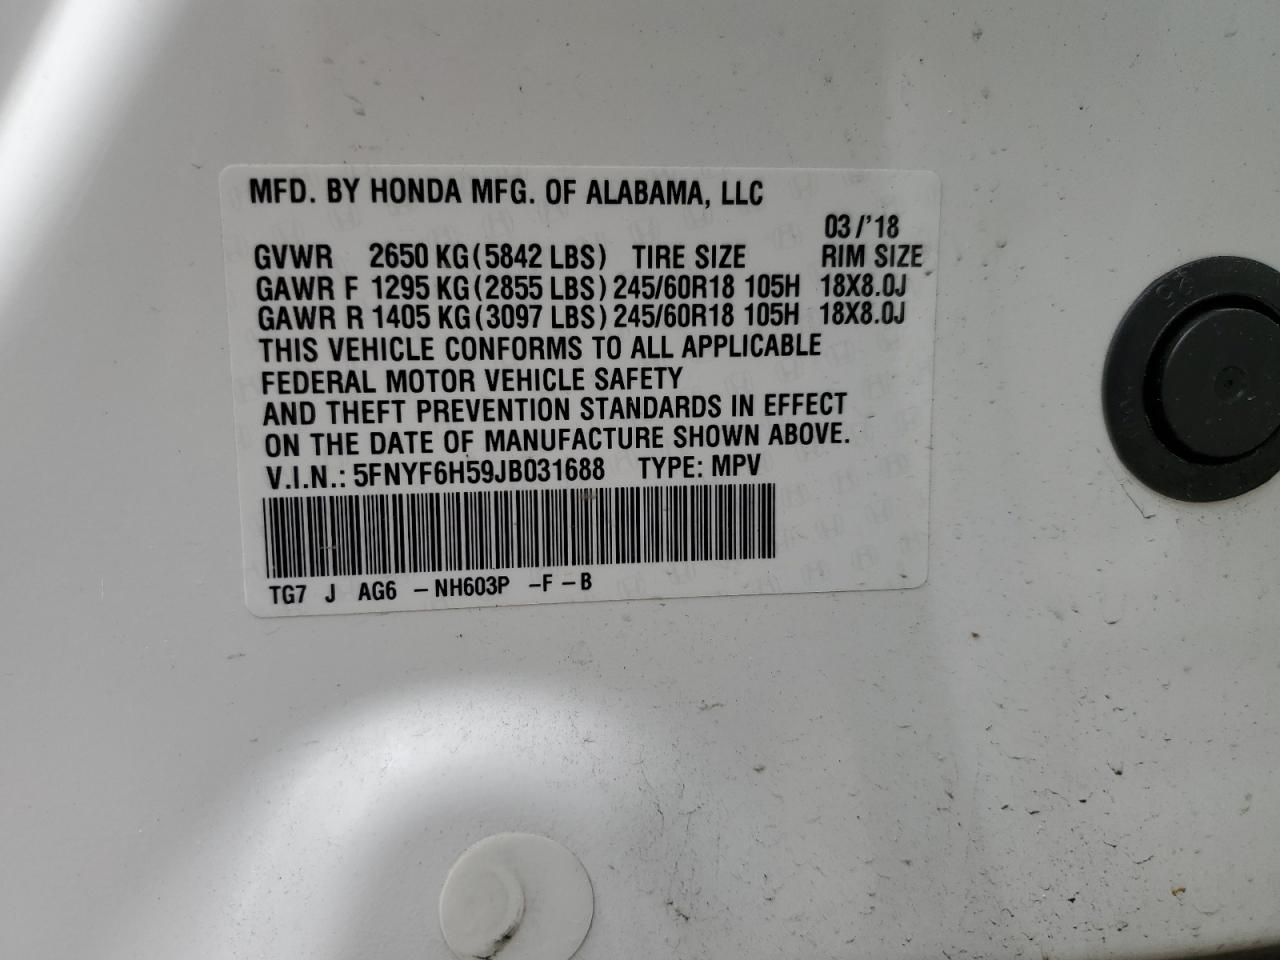 MFD. BY HONDA MFG. OF ALABAMA, LLC
03/'18
GVWR 2650 KG(5842 LBS) TIRE SIZE RIM SIZE
GAWR F 1295 KG(2855 LBS) 245/60R18 105H 18X8.0J
GAWR R 1405 KG(3097 LBS) 245/60R18 105H 18X8.0J
THIS VEHICLE CONFORMS TO ALL APPLICABLE
FEDERAL MOTOR VEHICLE SAFETY
AND THEFT PREVENTION STANDARDS IN EFFECT
ON THE DATE OF MANUFACTURE SHOWN ABOVE.
V.I.N.: 5FNYF6H59JB031688 TYPE: MPV
TG7 J AG6 -NH603P -F-B